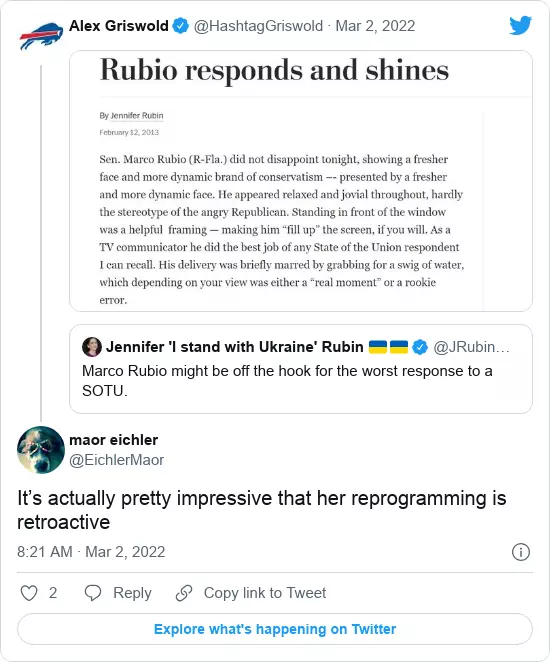 Alex Griswold @HashtagGriswold · Mar 2, 2022
Rubio responds and shines
By Jennifer Rubin
February 12, 2013
Sen. Marco Rubio (R-Fla.) did not disappoint tonight, showing a fresher
face and more dynamic brand of conservatism –- presented by a fresher
and more dynamic face. He appeared relaxed and jovial throughout, hardly
the stereotype of the angry Republican. Standing in front of the window
was a helpful framing — making him “fill up” the screen, if you will. As a
TV communicator he did the best job of any State of the Union respondent
I can recall. His delivery was briefly marred by grabbing for a swig of water,
which depending on your view was either a “real moment” or a rookie
error.
Jennifer 'I stand with Ukraine' Rubin 🇺🇦🇺🇦 @JRubin…
Marco Rubio might be off the hook for the worst response to a
SOTU.
maor eichler
@EichlerMaor
It’s actually pretty impressive that her reprogramming is
retroactive
8:21 AM · Mar 2, 2022
2 Reply Copy link to Tweet
Explore what's happening on Twitter